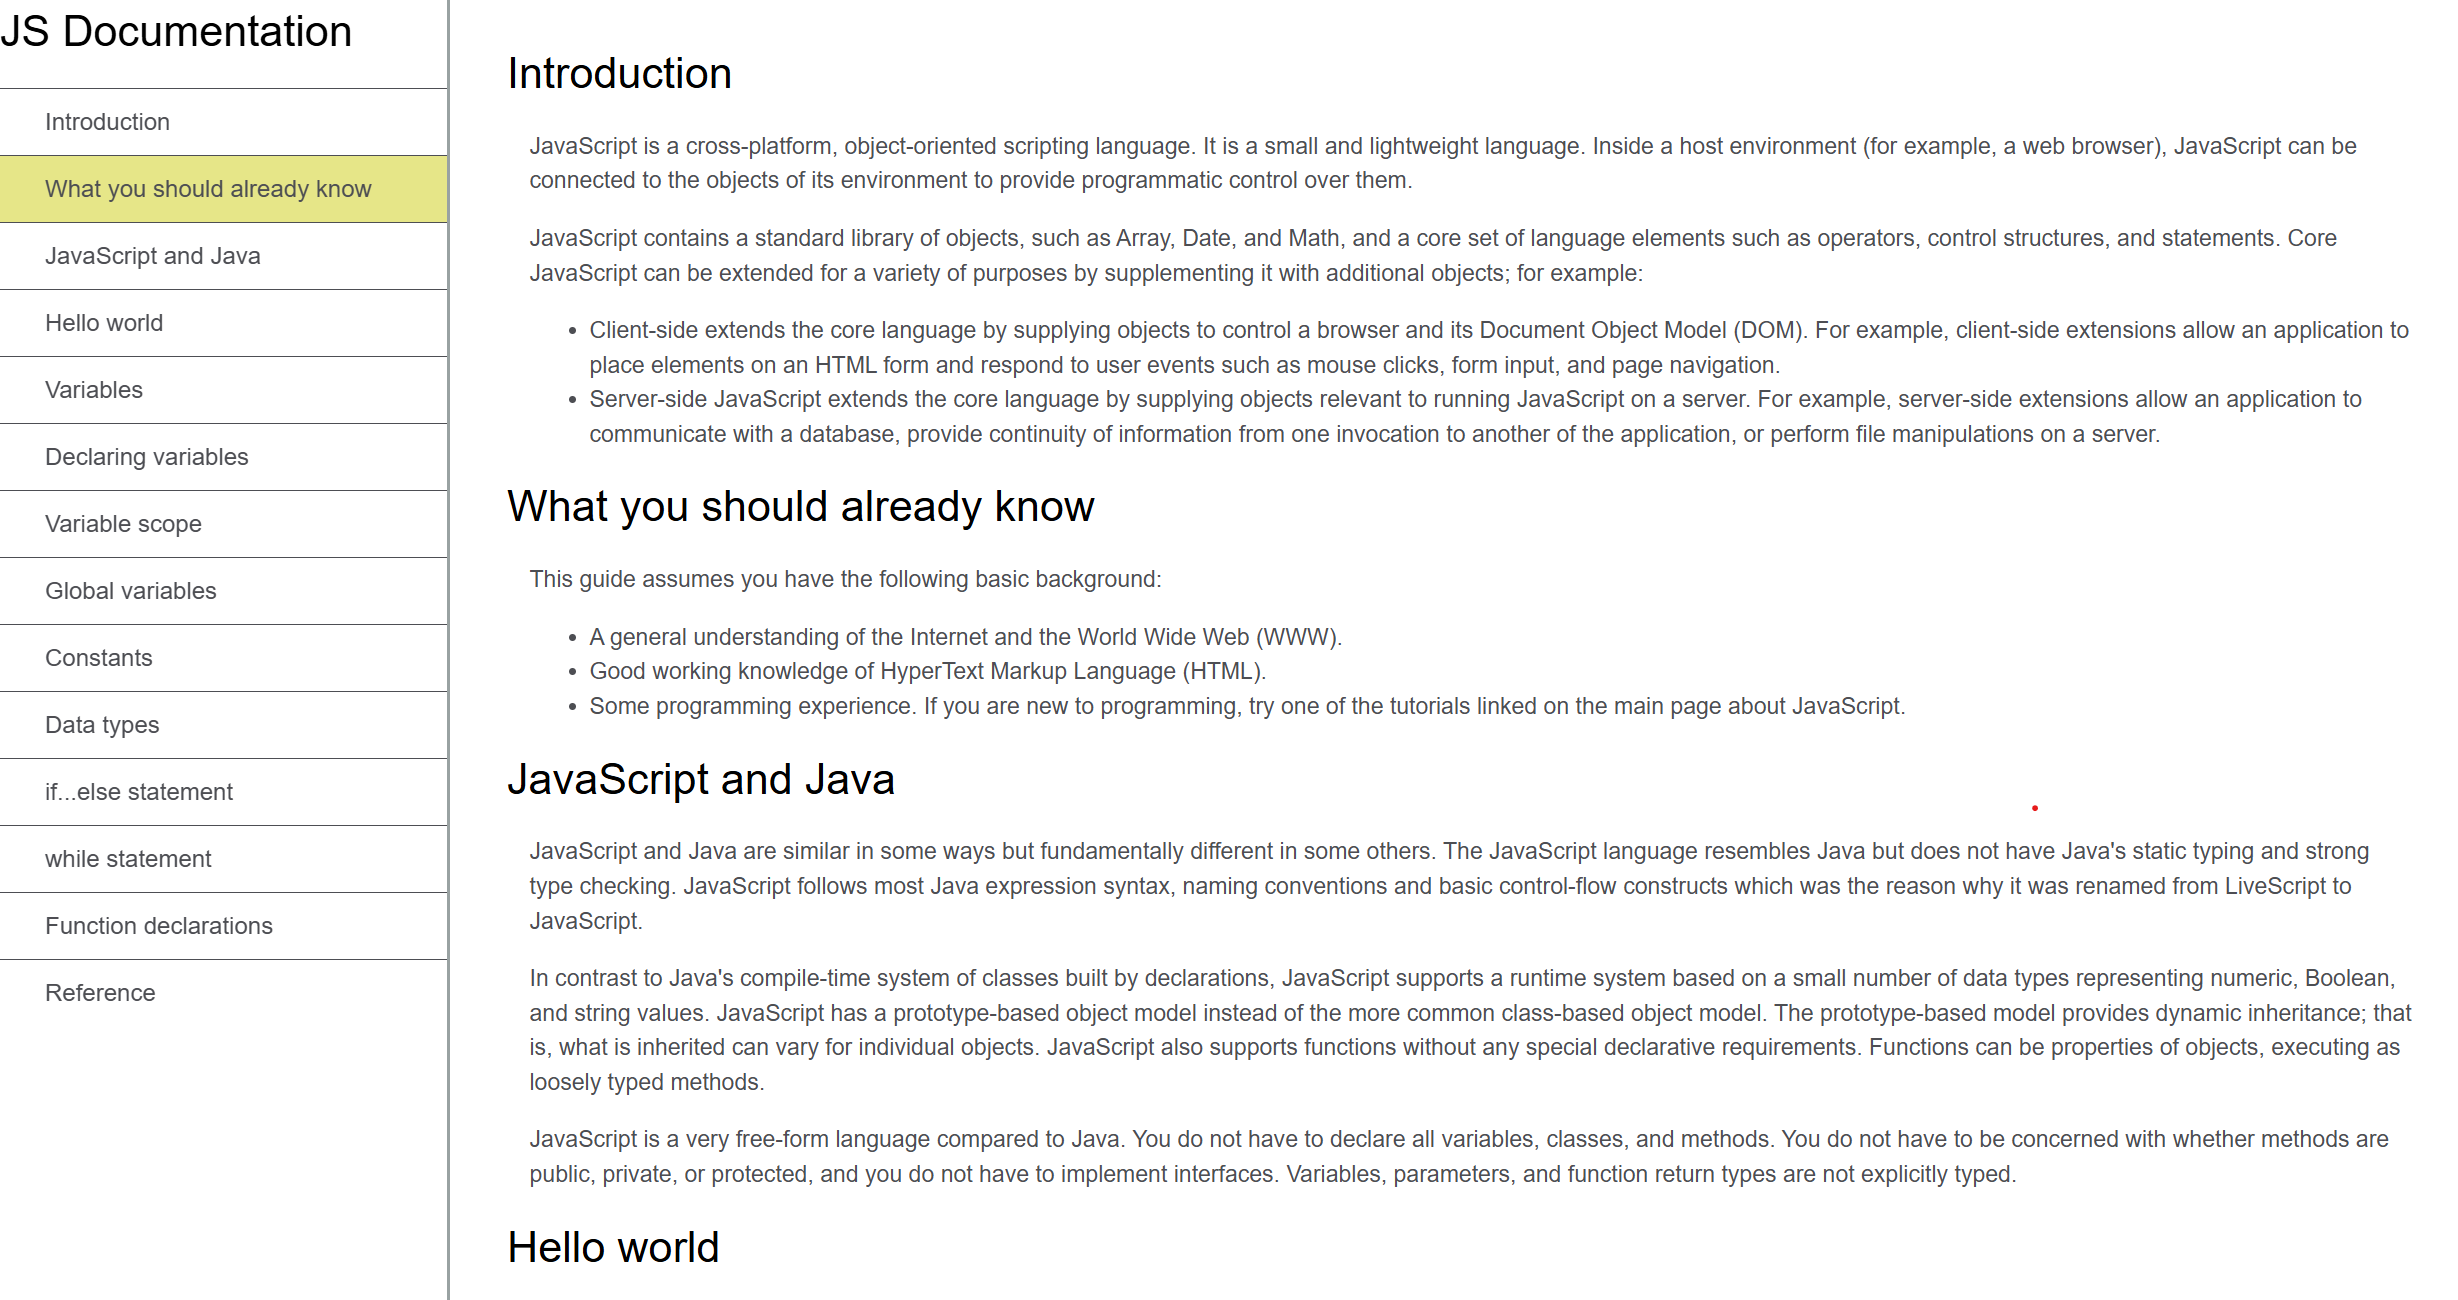 JS Documentation
Introduction
What you should already know
JavaScript and Java
Hello world
Variables
Declaring variables
Variable scope
Global variables
Constants
Data types
if...else statement
while statement
Function declarations
Reference
Introduction
JavaScript is a cross-platform, object-oriented scripting language. It is a small and lightweight language. Inside a host environment (for example, a web browser), JavaScript can be
connected to the objects of its environment to provide programmatic control over them.
JavaScript contains a standard library of objects, such as Array, Date, and Math, and a core set of language elements such as operators, control structures, and statements. Core
JavaScript can be extended for a variety of purposes by supplementing it with additional objects; for example:
• Client-side extends the core language by supplying objects to control a browser and its Document Object Model (DOM). For example, client-side extensions allow an application to
place elements on an HTML form and respond to user events such as mouse clicks, form input, and page navigation.
• Server-side JavaScript extends the core language by supplying objects relevant to running JavaScript on a server. For example, server-side extensions allow an application to
communicate with a database, provide continuity of information from one invocation to another of the application, or perform file manipulations on a server.
What you should already know
This guide assumes you have the following basic background:
• A general understanding of the Internet and the World Wide Web (WWW).
• Good working knowledge of HyperText Markup Language (HTML).
• Some programming experience. If you are new to programming, try one of the tutorials linked on the main page about JavaScript.
JavaScript and Java
JavaScript and Java are similar in some ways but fundamentally different in some others. The JavaScript language resembles Java but does not have Java's static typing and strong
type checking. JavaScript follows most Java expression syntax, naming conventions and basic control-flow constructs which was the reason why it was renamed from LiveScript to
JavaScript.
In contrast to Java's compile-time system of classes built by declarations, JavaScript supports a runtime system based on a small number of data types representing numeric, Boolean,
and string values. JavaScript has a prototype-based object model instead of the more common class-based object model. The prototype-based model provides dynamic inheritance; that
is, what is inherited can vary for individual objects. JavaScript also supports functions without any special declarative requirements. Functions can be properties of objects, executing as
loosely typed methods.
JavaScript is a very free-form language compared to Java. You do not have to declare all variables, classes, and methods. You do not have to be concerned with whether methods are
public, private, or protected, and you do not have to implement interfaces. Variables, parameters, and function return types are not explicitly typed.
Hello world